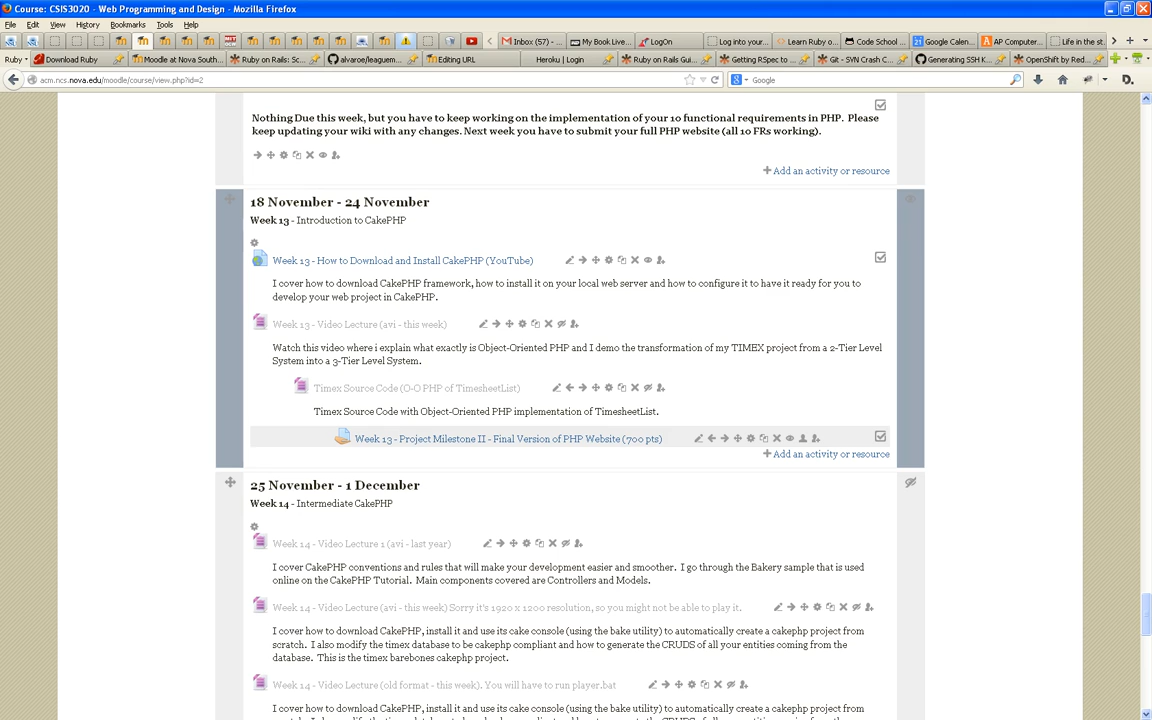 Course: CSIS3020 - Web Programming and Design - Mozilla Firefox
File Edit View History Bookmarks Tools Help
Inbox (57) - ... My Book Live... LogOn Log into your... Learn Ruby o... Code School ... Google Calen... AP Computer... Life in the st...
Ruby Download Ruby Moodle at Nova South... Ruby on Rails: Sc... alvaroe/leaguem... Editing URL Heroku | Login Ruby on Rails Gui... Getting RSpec to ... Git - SVN Crash C... Generating SSH K... OpenShift by Red...
acm.ncs.nova.edu/moodle/course/view.php?id=2 Google
Nothing Due this week, but you have to keep working on the implementation of your 10 functional requirements in PHP. Please
keep updating your wiki with any changes. Next week you have to submit your full PHP website (all 10 FRs working).
Add an activity or resource
18 November - 24 November
Week 13 - Introduction to CakePHP
Week 13 - How to Download and Install CakePHP (YouTube)
I cover how to download CakePHP framework, how to install it on your local web server and how to configure it to have it ready for you to
develop your web project in CakePHP.
Week 13 - Video Lecture (avi - this week)
Watch this video where i explain what exactly is Object-Oriented PHP and I demo the transformation of my TIMEX project from a 2-Tier Level
System into a 3-Tier Level System.
Timex Source Code (O-O PHP of TimesheetList)
Timex Source Code with Object-Oriented PHP implementation of TimesheetList.
Week 13 - Project Milestone II - Final Version of PHP Website (700 pts)
Add an activity or resource
25 November - 1 December
Week 14 - Intermediate CakePHP
Week 14 - Video Lecture 1 (avi - last year)
I cover CakePHP conventions and rules that will make your development easier and smoother. I go through the Bakery sample that is used
online on the CakePHP Tutorial. Main components covered are Controllers and Models.
Week 14 - Video Lecture (avi - this week) Sorry it's 1920 x 1200 resolution, so you might not be able to play it.
I cover how to download CakePHP, install it and use its cake console (using the bake utility) to automatically create a cakephp project from
scratch. I also modify the timex database to be cakephp compliant and how to generate the CRUDS of all your entities coming from the
database. This is the timex barebones cakephp project.
Week 14 - Video Lecture (old format - this week). You will have to run player.bat
I cover how to download CakePHP, install it and use its cake console (using the bake utility) to automatically create a cakephp project from